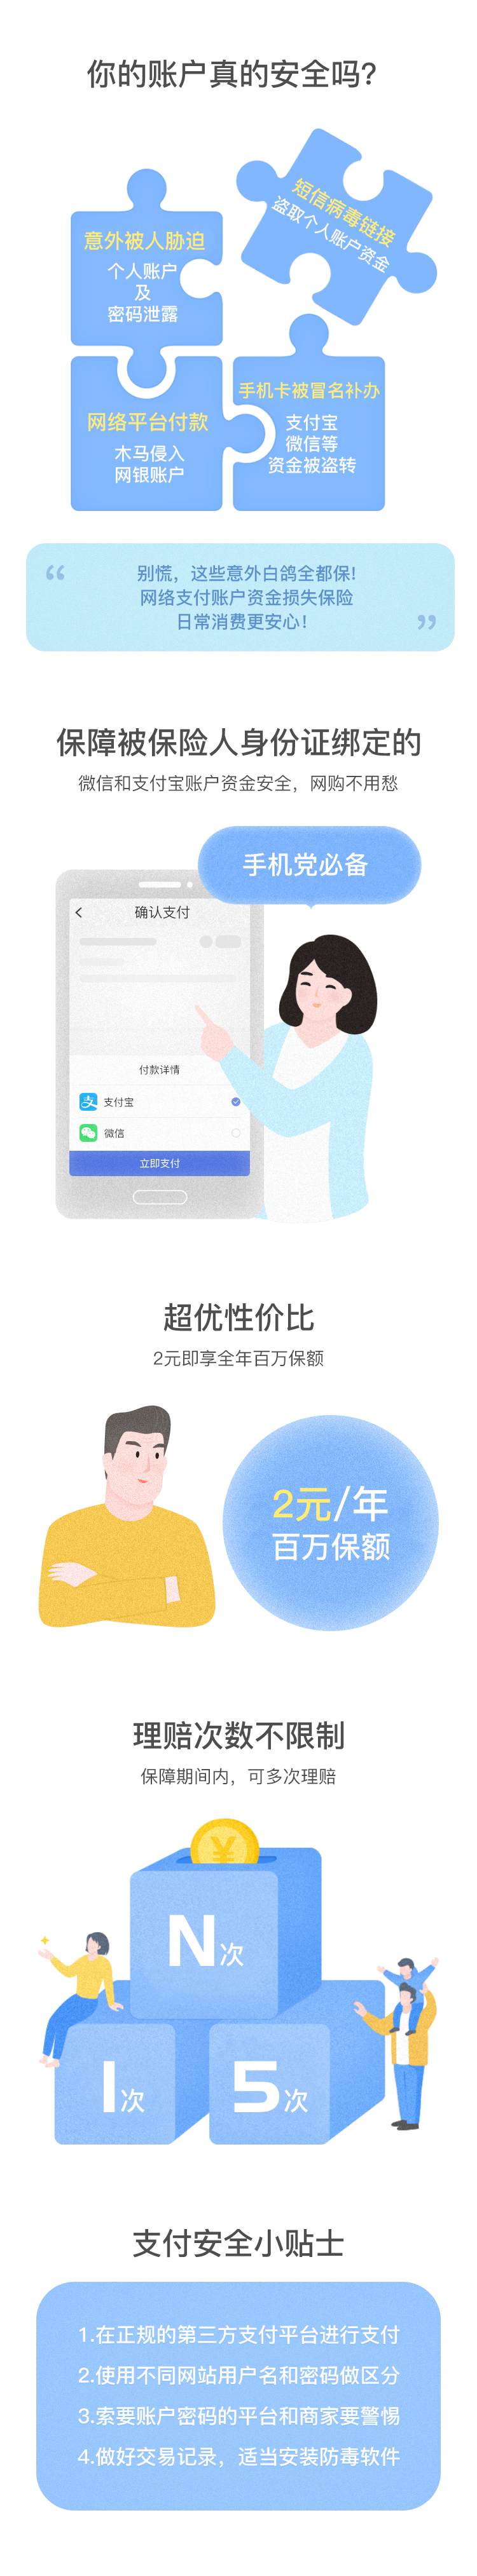 你的账户真的安全吗?
意外被人胁迫
个人账户
及
密码泄露
短信病毒链接
盗取个人账户资金
网络平台付款
木马侵入
网银账户
手机卡被冒名补办
支付宝
微信等
资金被盗转
“
别慌，这些意外白鸽全都保!
网络支付账户资金损失保险
日常消费更安心!
”
保障被保险人身份证绑定的
微信和支付宝账户资金安全，网购不用愁
手机党必备
确认支付
付款详情
支
支付宝
微信
立即支付
超优性价比
2元即享全年百万保额
2元/年
百万保额
理赔次数不限制
保障期间内，可多次理赔
¥
N次
1次
5次
支付安全小贴士
1.在正规的第三方支付平台进行支付
2.使用不同网站用户名和密码做区分
3.索要账户密码的平台和商家要警惕
4.做好交易记录，适当安装防毒软件